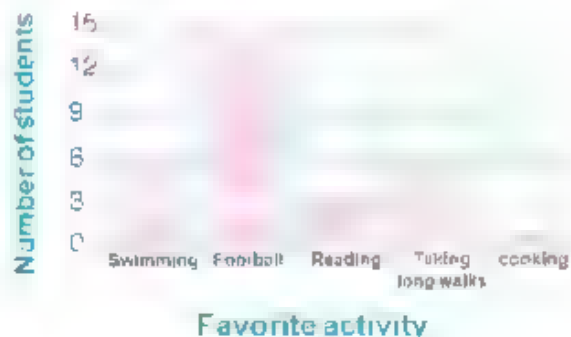 Number of students
15
12
9
6
3
0
Swimming Football Reading Taking long walks cooking
Favorite activity